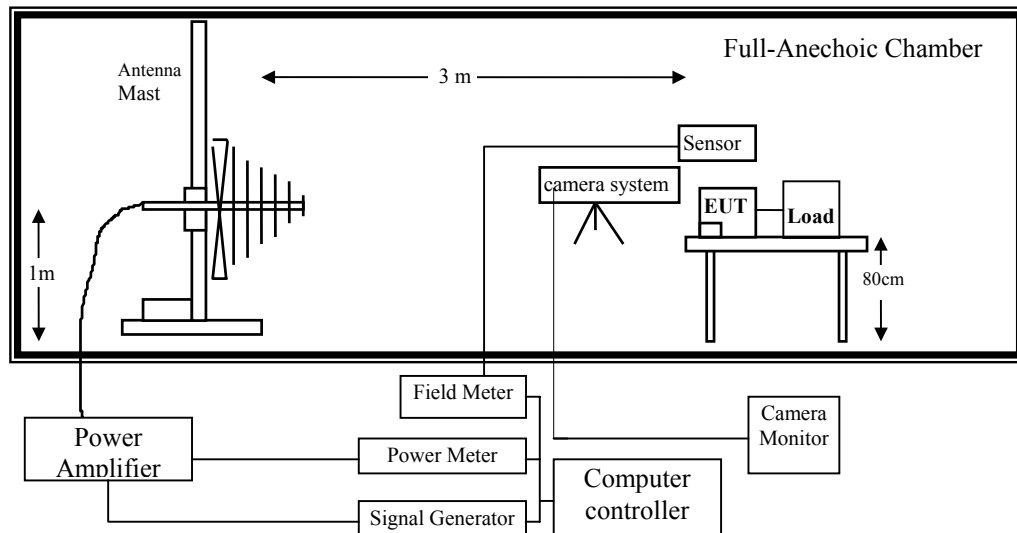 Full-Anechoic Chamber
Antenna
Mast
3 m
Sensor
camera system
EUT
Load
1m
80cm
Field Meter
Camera
Monitor
Power
Amplifier
Power Meter
Computer
controller
Signal Generator